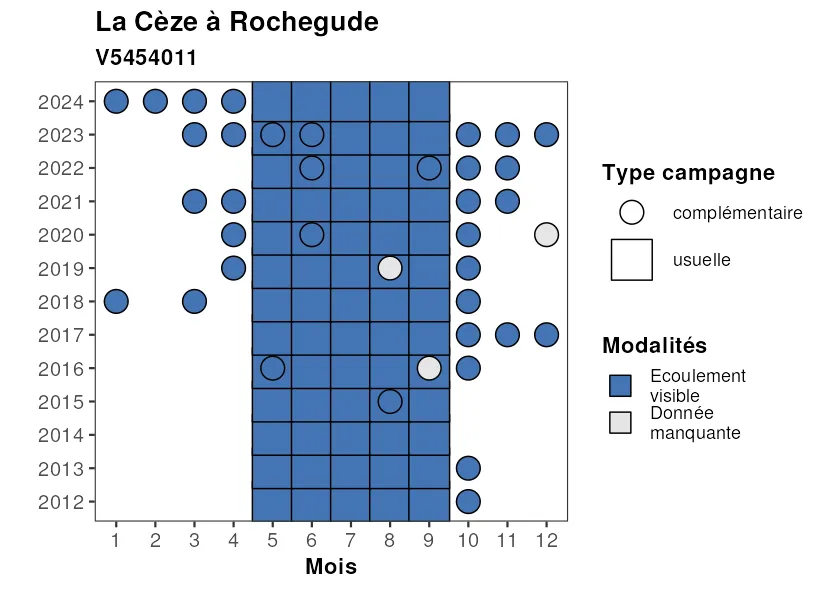 La Cèze à Rochegude
V5454011
2024
2023
2022
2021
2020
2019
2018
2017
2016
2015
2014
2013
2012
1 2 3 4 5 6 7 8 9 10 11 12
Mois
Type campagne
complémentaire
usuelle
Modalités
Ecoulement
visible
Donnée
manquante